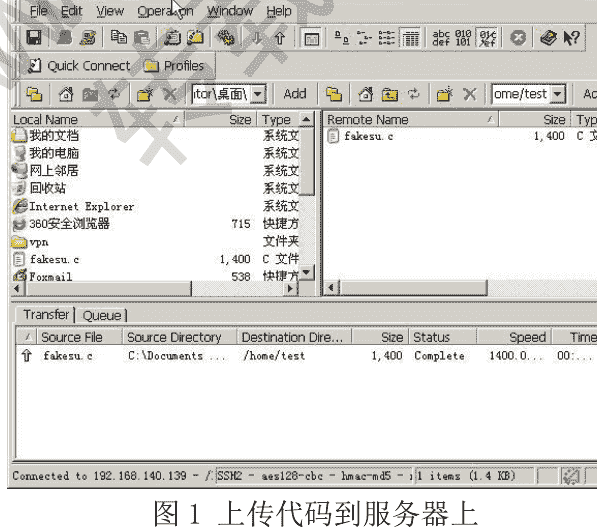 File Edit View Operation Window Help
Quick Connect Profiles
itor\桌面\ Add ome/test
Local Name Size Type Remote Name Size Typ
我的文档 系统文 fakesu.c 1,400 C 文
我的电脑 系统文
网上邻居 系统文
回收站 系统文
Internet Explorer 系统文
360安全浏览器 715 快捷方
vpn 文件夹
fakesu.c 1,400 C 文件
Foxmail 538 快捷方
Transfer Queue
Source File Source Directory Destination Dire... Size Status Speed Time
fakesu.c C:\Documents ... /home/test 1,400 Complete 1400.0... 00:...
Connected to 192.168.140.139 - /. SSH2 - aes128-cbc - hmac-md5 - 1 items (1.4 KB)
图 1 上传代码到服务器上